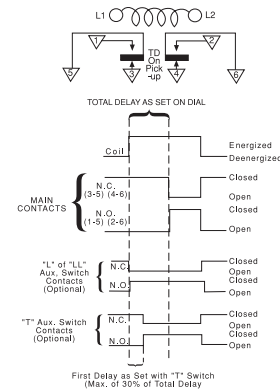 L1 L2
1 2
TD
On
Pick
-up
5 3 4 6
TOTAL DELAY AS SET ON DIAL
Coil
Energized
Deenergized
MAIN
CONTACTS
N.C.
(3-5) (4-6)
Closed
Open
N.O.
(1-5) (2-6)
Closed
Open
"L" of "LL"
Aux. Switch
Contacts
(Optional)
N.C.
Closed
Open
N.O.
Closed
Open
"T" Aux. Switch
Contacts
(Optional)
N.C.
Closed
Open
N.O.
Closed
Open
First Delay as Set with "T" Switch
(Max. of 30% of Total Delay